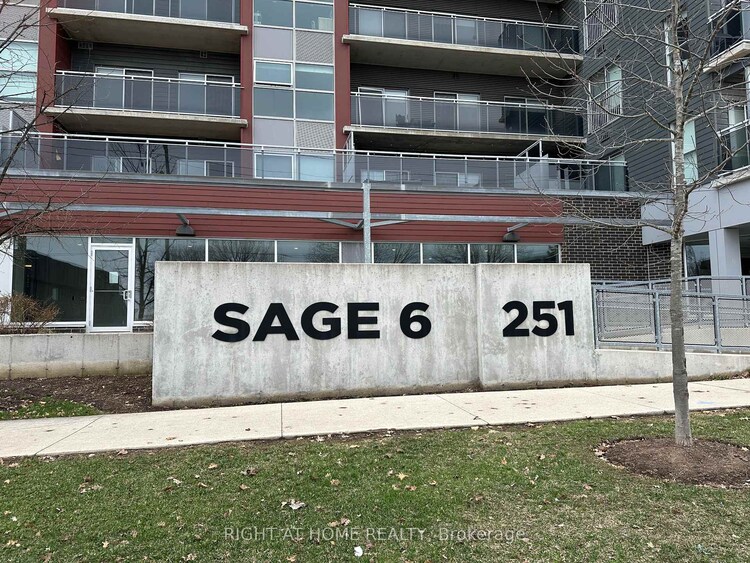 SAGE 6 251
RIGHT AT HOME REALTY, Brokerage